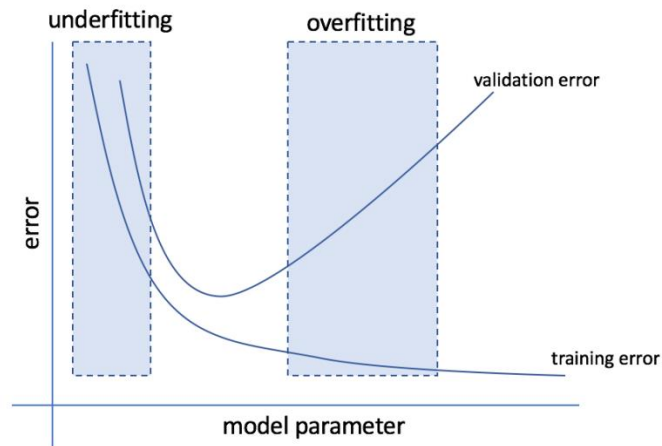 underfitting
overfitting
validation error
error
training error
model parameter